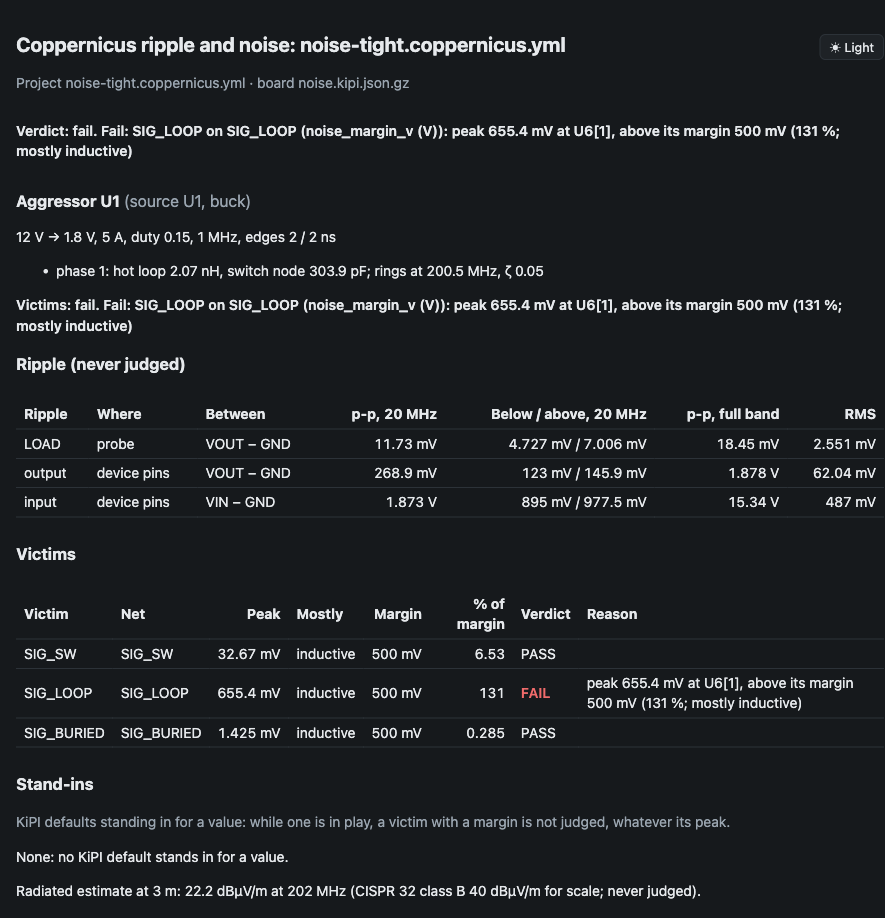 Coppernicus ripple and noise: noise-tight.coppernicus.yml
☀ Light
Project noise-tight.coppernicus.yml · board noise.kipi.json.gz
Verdict: fail. Fail: SIG_LOOP on SIG_LOOP (noise_margin_v (V)): peak 655.4 mV at U6[1], above its margin 500 mV (131 %;
mostly inductive)
Aggressor U1 (source U1, buck)
12 V → 1.8 V, 5 A, duty 0.15, 1 MHz, edges 2 / 2 ns
• phase 1: hot loop 2.07 nH, switch node 303.9 pF; rings at 200.5 MHz, ζ 0.05
Victims: fail. Fail: SIG_LOOP on SIG_LOOP (noise_margin_v (V)): peak 655.4 mV at U6[1], above its margin 500 mV (131 %;
mostly inductive)
Ripple (never judged)
Ripple Where Between p-p, 20 MHz Below / above, 20 MHz p-p, full band RMS
LOAD probe VOUT – GND 11.73 mV 4.727 mV / 7.006 mV 18.45 mV 2.551 mV
output device pins VOUT – GND 268.9 mV 123 mV / 145.9 mV 1.878 V 62.04 mV
input device pins VIN – GND 1.873 V 895 mV / 977.5 mV 15.34 V 487 mV
Victims
Victim Net Peak Mostly Margin % of margin Verdict Reason
SIG_SW SIG_SW 32.67 mV inductive 500 mV 6.53 PASS
SIG_LOOP SIG_LOOP 655.4 mV inductive 500 mV 131 FAIL peak 655.4 mV at U6[1], above its margin
500 mV (131 %; mostly inductive)
SIG_BURIED SIG_BURIED 1.425 mV inductive 500 mV 0.285 PASS
Stand-ins
KiPI defaults standing in for a value: while one is in play, a victim with a margin is not judged, whatever its peak.
None: no KiPI default stands in for a value.
Radiated estimate at 3 m: 22.2 dBµV/m at 202 MHz (CISPR 32 class B 40 dBµV/m for scale; never judged).